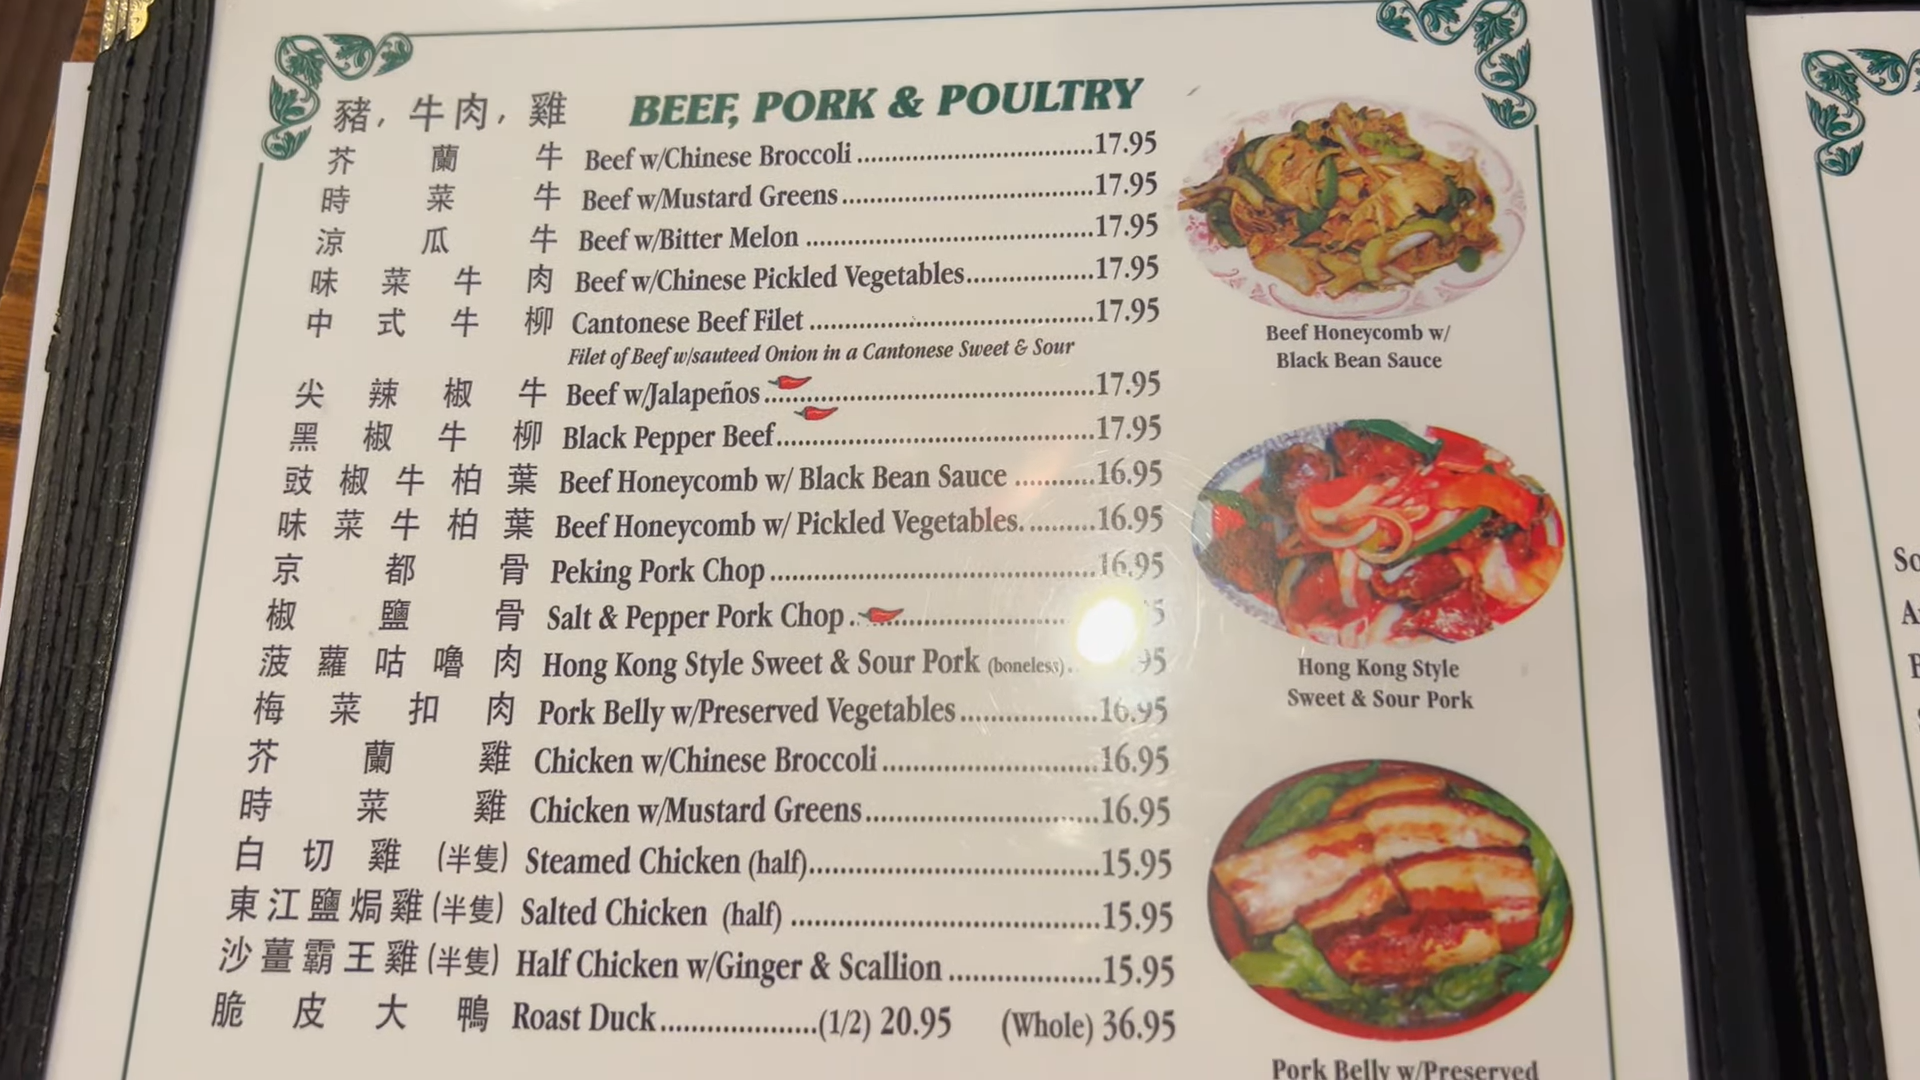 豬，牛肉，雞 BEEF, PORK & POULTRY
芥蘭牛 Beef w/Chinese Broccoli 17.95
時菜牛 Beef w/Mustard Greens 17.95
涼瓜牛 Beef w/Bitter Melon 17.95
味菜牛肉 Beef w/Chinese Pickled Vegetables 17.95
中式牛柳 Cantonese Beef Filet 17.95
Filet of Beef w/sauteed Onion in a Cantonese Sweet & Sour
尖辣椒牛 Beef w/Jalapeños 17.95
黑椒牛柳 Black Pepper Beef 17.95
豉椒牛柏葉 Beef Honeycomb w/ Black Bean Sauce 16.95
味菜牛柏葉 Beef Honeycomb w/ Pickled Vegetables 16.95
京都骨 Peking Pork Chop 16.95
椒鹽骨 Salt & Pepper Pork Chop
菠蘿咕嚕肉 Hong Kong Style Sweet & Sour Pork (boneless)
梅菜扣肉 Pork Belly w/Preserved Vegetables 16.95
芥蘭雞 Chicken w/Chinese Broccoli 16.95
時菜雞 Chicken w/Mustard Greens 16.95
白切雞(半隻) Steamed Chicken (half) 15.95
東江鹽焗雞(半隻) Salted Chicken (half) 15.95
沙薑霸王雞(半隻) Half Chicken w/Ginger & Scallion 15.95
脆皮大鴨 Roast Duck (1/2) 20.95 (Whole) 36.95
Beef Honeycomb w/
Black Bean Sauce
Hong Kong Style
Sweet & Sour Pork
Pork Belly w/Preserved